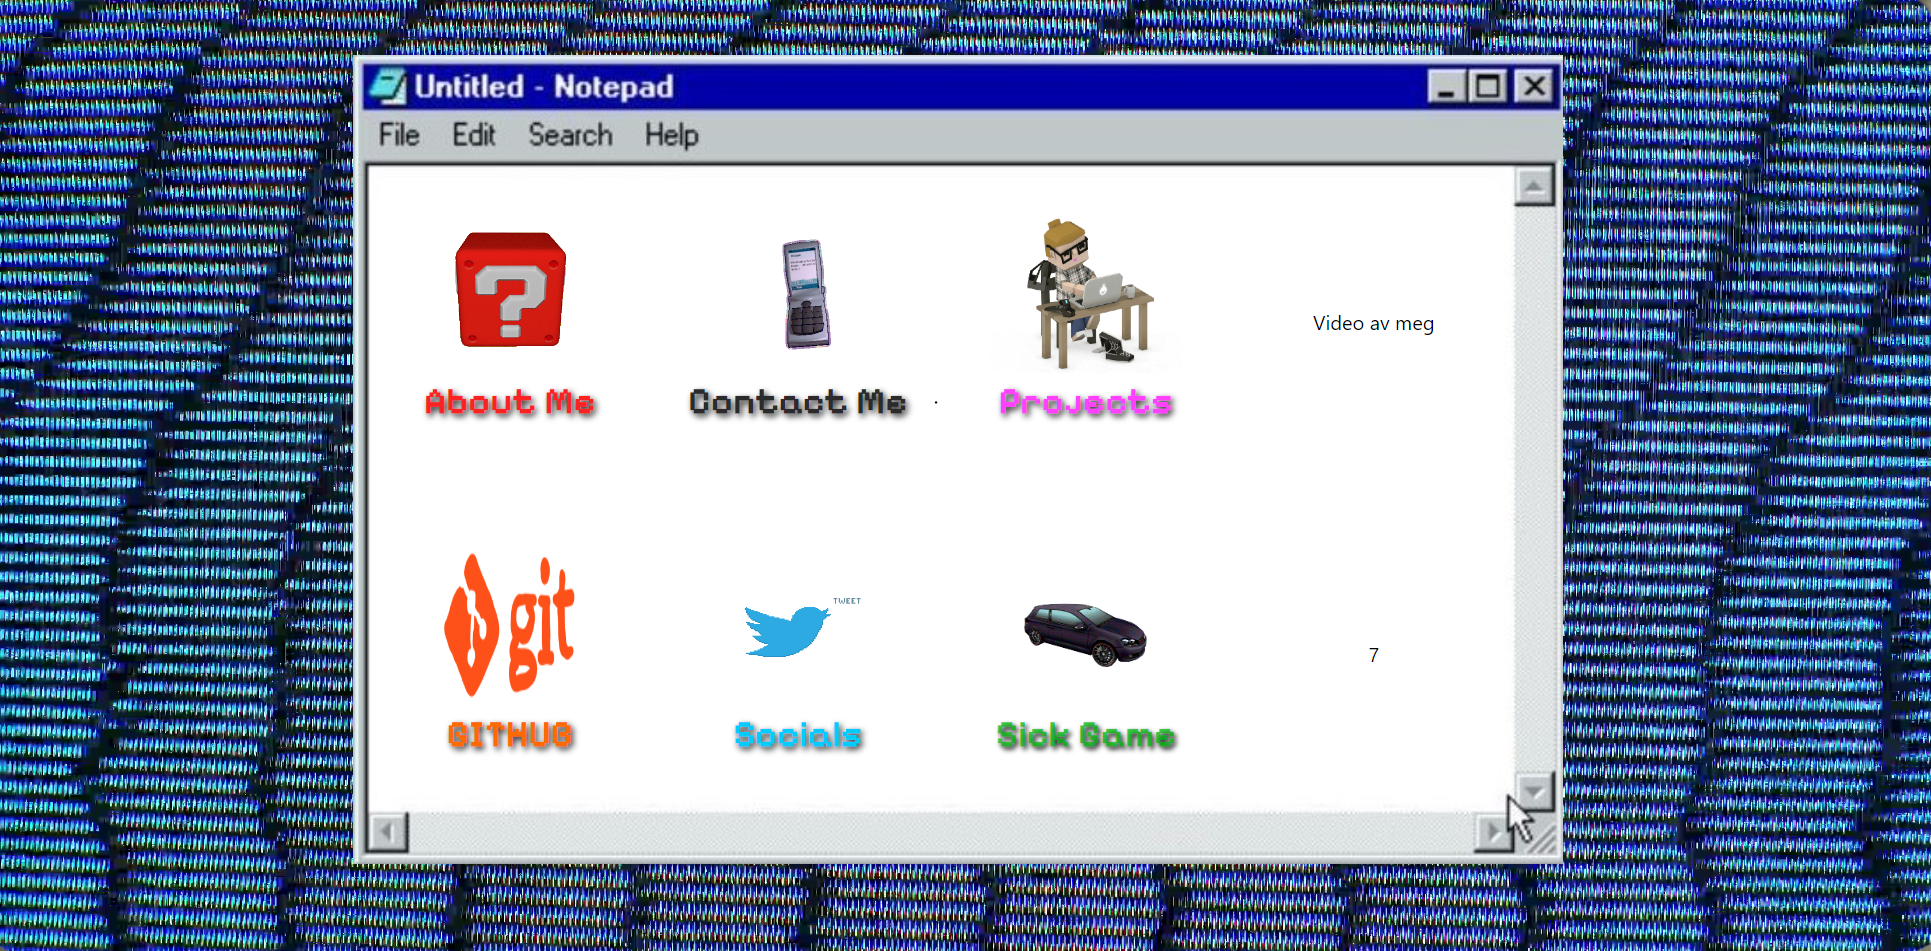 Untitled - Notepad
File Edit Search Help
?
Video av meg
About Me
Contact Me
.
Projects
git
TWEET
7
GITHUB
Socials
Sick Game